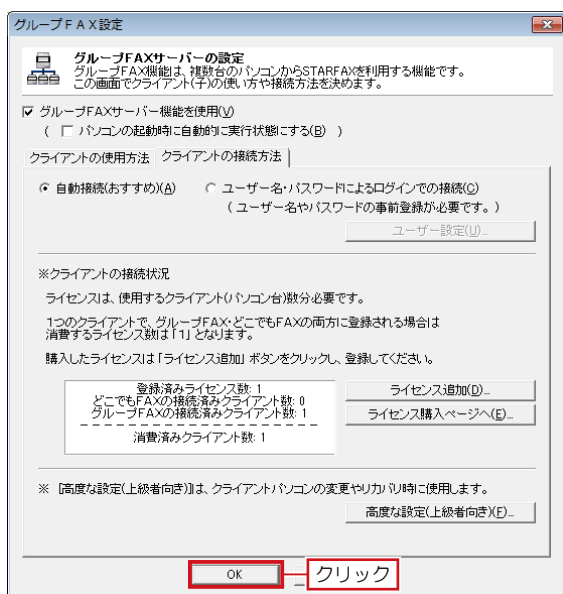 グループＦＡＸ設定
グループFAXサーバーの設定
グループFAX機能は、複数台のパソコンからSTARFAXを利用する機能です。
この画面でクライアント(子)の使い方や接続方法を決めます。
グループFAXサーバー機能を使用(V)
( パソコンの起動時に自動的に実行状態にする(B) )
クライアントの使用方法 クライアントの接続方法
自動接続(おすすめ)(A) ユーザー名・パスワードによるログインでの接続(C)
( ユーザー名やパスワードの事前登録が必要です。)
ユーザー設定(U)...
※クライアントの接続状況
ライセンスは、使用するクライアント(パソコン台)数分必要です。
1つのクライアントで、グループFAX・どこでもFAXの両方に登録される場合は
消費するライセンス数は「1」となります。
購入したライセンスは「ライセンス追加」ボタンをクリックし、登録してください。
登録済みライセンス数: 1
どこでもFAXの接続済みクライアント数: 0
グループFAXの接続済みクライアント数: 1
消費済みクライアント数: 1
ライセンス追加(D)...
ライセンス購入ページへ(E)...
※ [高度な設定(上級者向き)]は、クライアントパソコンの変更やリカバリ時に使用します。
高度な設定(上級者向き)(F)...
OK
クリック